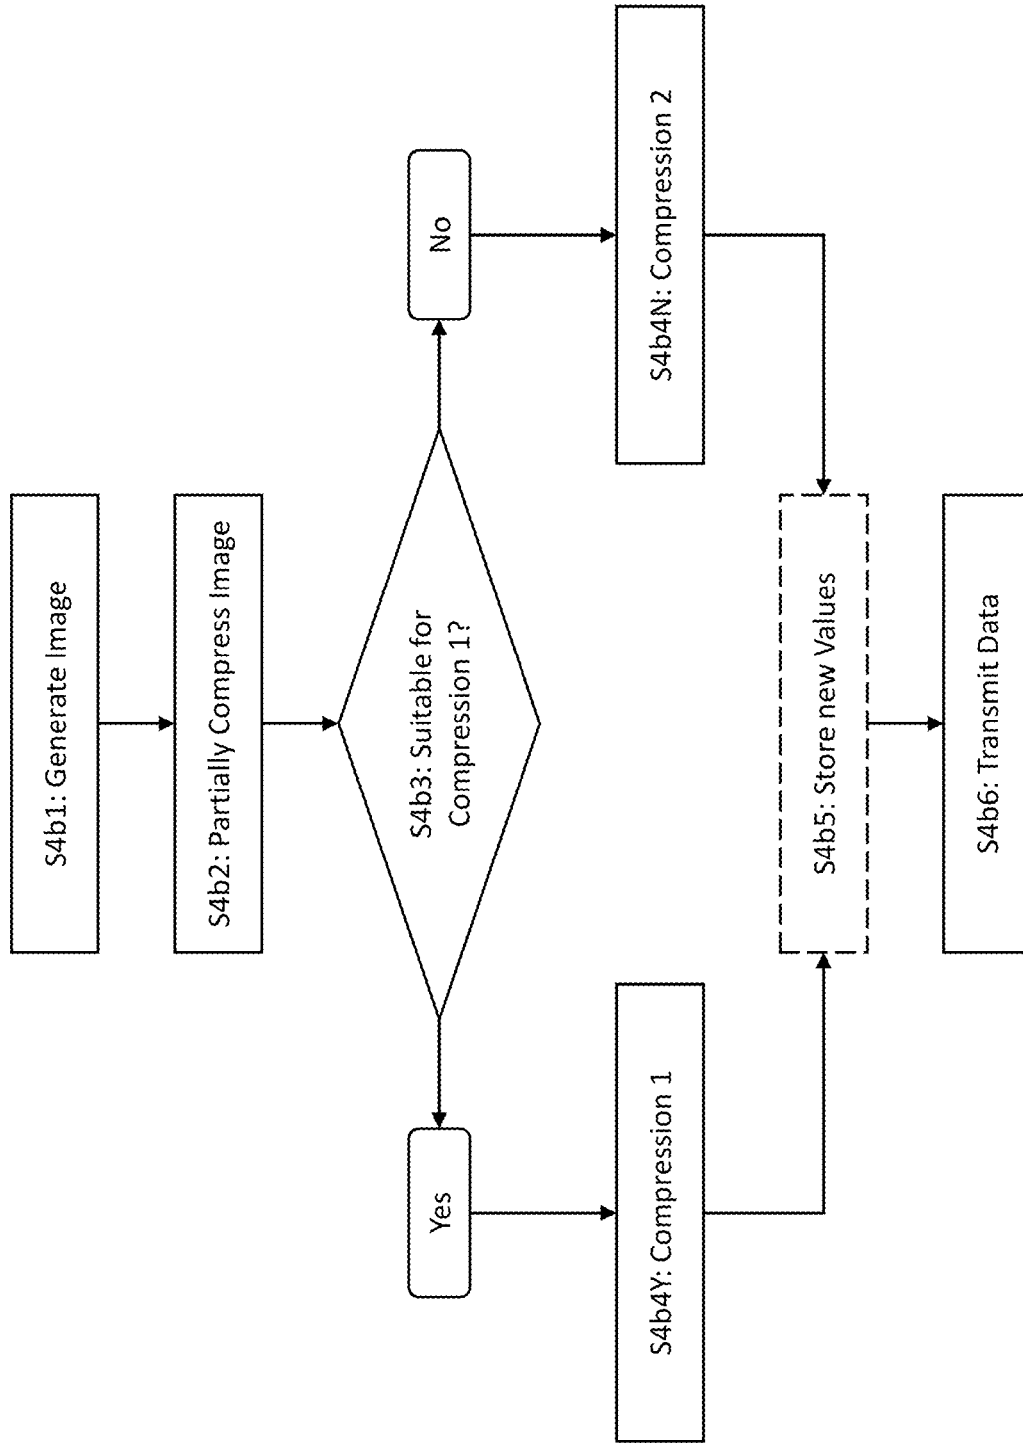 S4b1: Generate Image
S4b2: Partially Compress Image
S4b3: Suitable for
Compression 1?
Yes
No
S4b4Y: Compression 1
S4b4N: Compression 2
S4b5: Store new Values
S4b6: Transmit Data